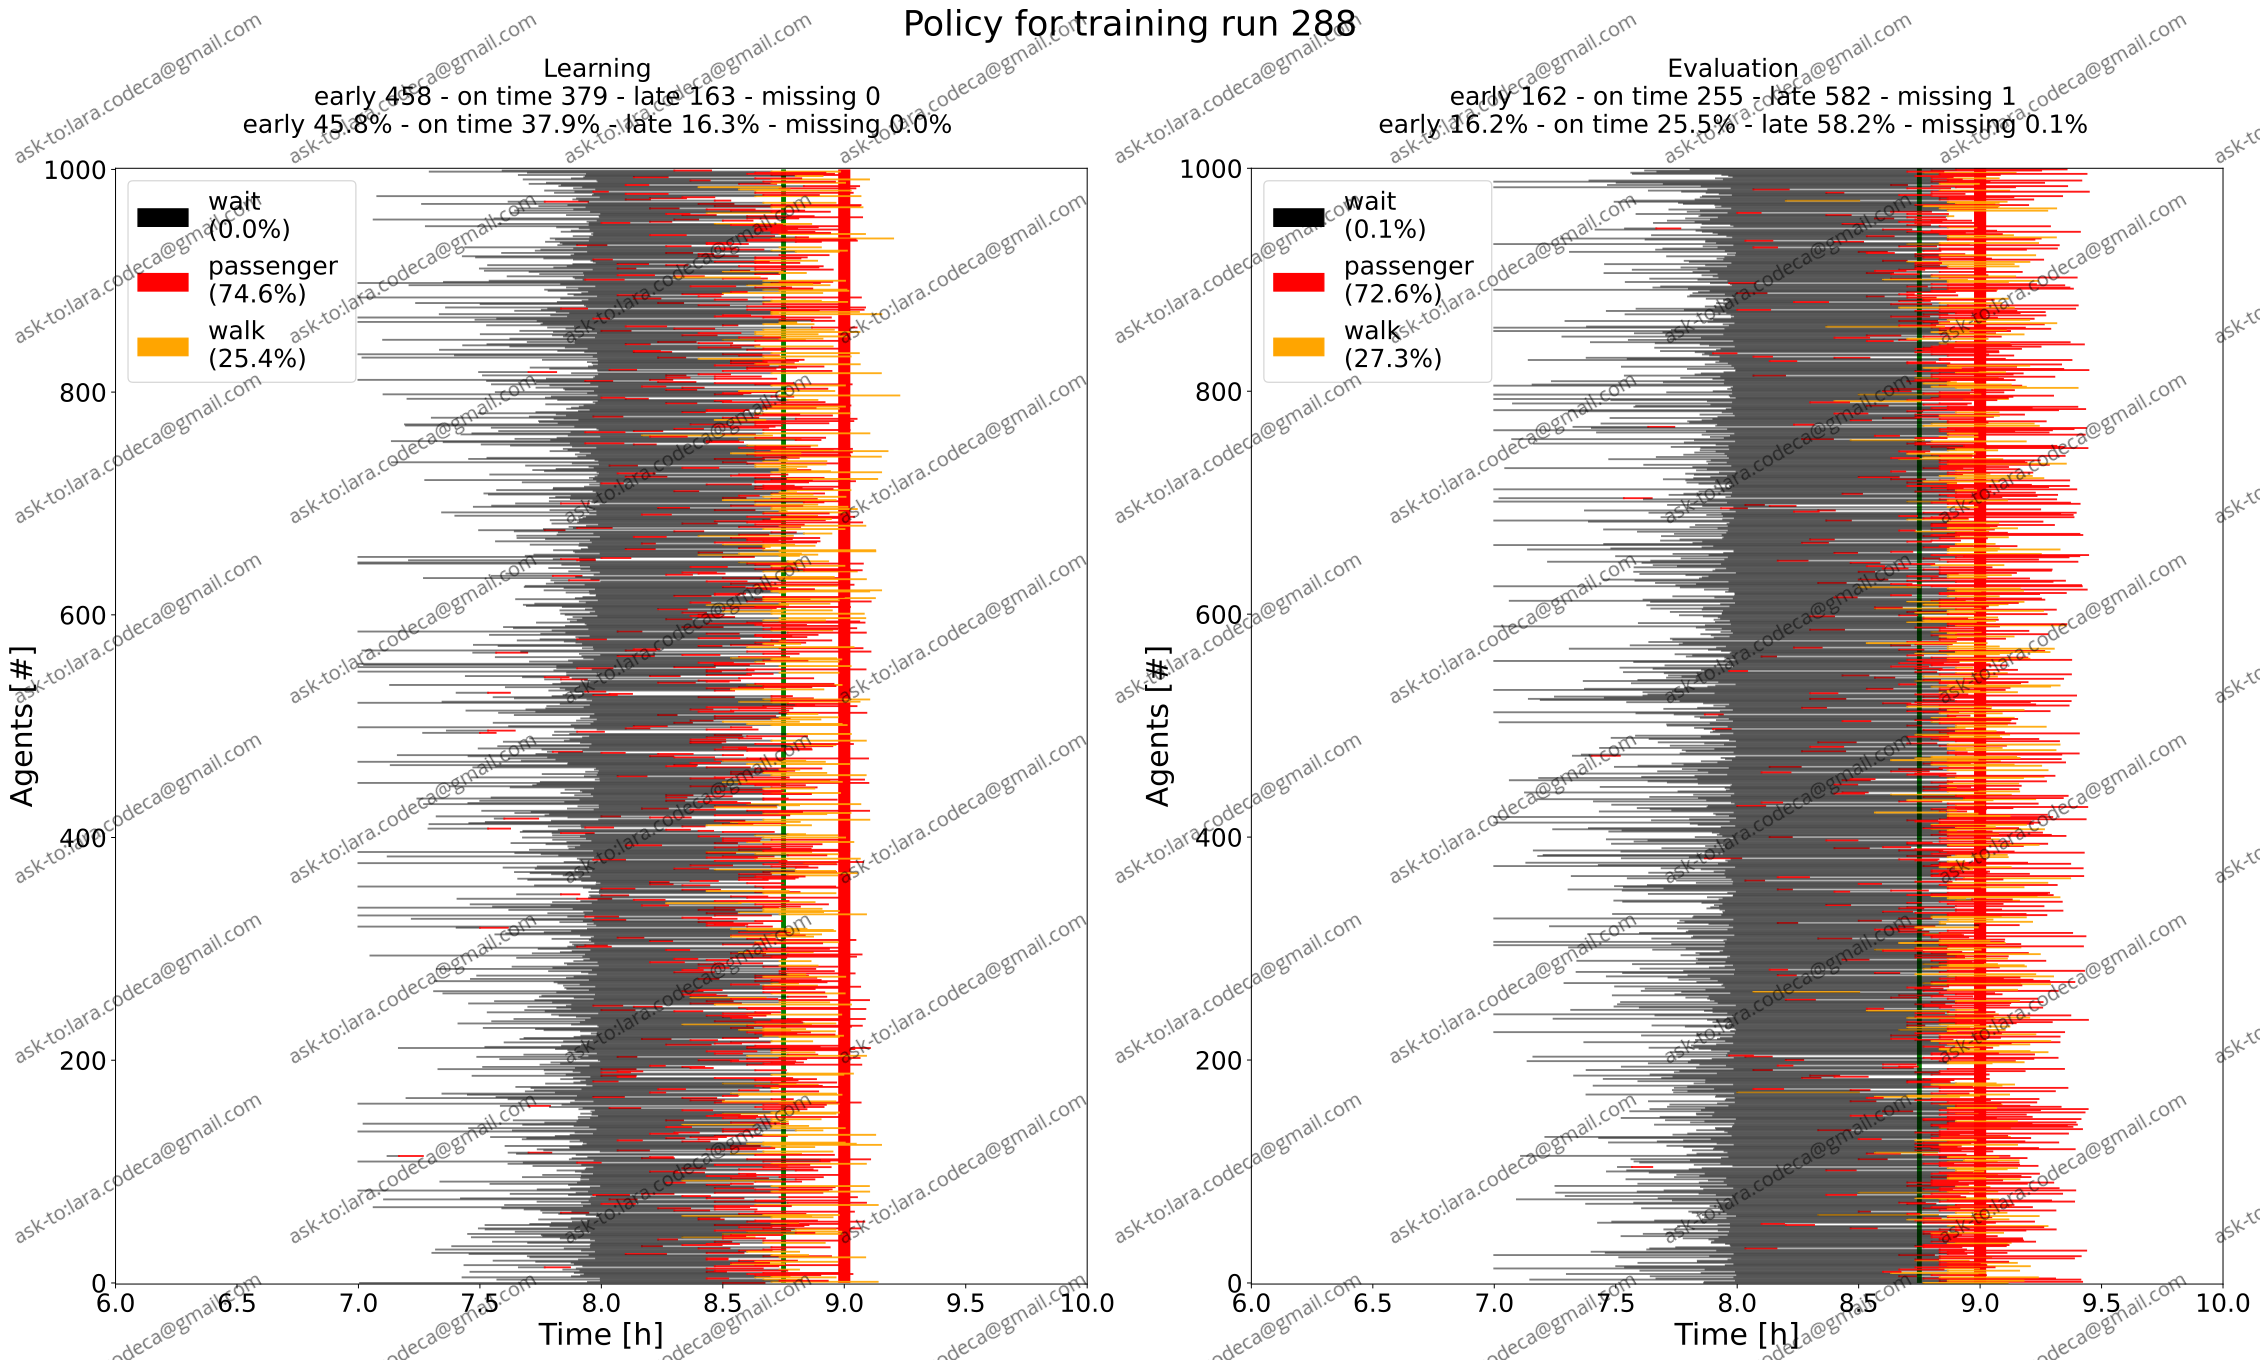 Policy for training run 288
Learning
early 458 - on time 379 - late 163 - missing 0
early 45.8% - on time 37.9% - late 16.3% - missing 0.0%
Evaluation
early 162 - on time 255 - late 582 - missing 1
early 16.2% - on time 25.5% - late 58.2% - missing 0.1%
wait
(0.0%)
passenger
(74.6%)
walk
(25.4%)
wait
(0.1%)
passenger
(72.6%)
walk
(27.3%)
Agents [#]
1000
800
600
400
200
0
6.0 6.5 7.0 7.5 8.0 8.5 9.0 9.5 10.0
Time [h]
Agents [#]
1000
800
600
400
200
0
6.0 6.5 7.0 7.5 8.0 8.5 9.0 9.5 10.0
Time [h]
ask-to:lara.codeca@gmail.com